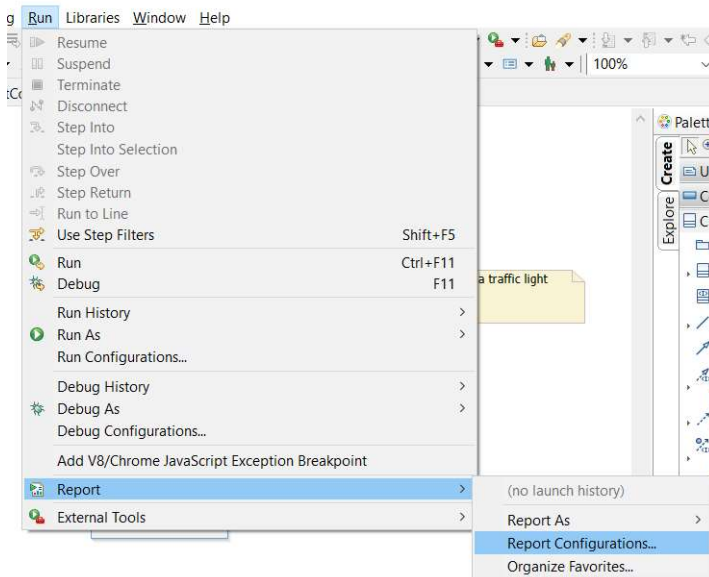 g Run Libraries Window Help
Resume
Suspend
Terminate
Disconnect
Step Into
Step Into Selection
Step Over
Step Return
Run to Line
Use Step Filters Shift+F5
Run Ctrl+F11
Debug F11
Run History
Run As
Run Configurations...
Debug History
Debug As
Debug Configurations...
Add V8/Chrome JavaScript Exception Breakpoint
Report
External Tools
(no launch history)
Report As
Report Configurations...
Organize Favorites...
100%
tCo
a traffic light
Palett
Create
Explore
U
C
C